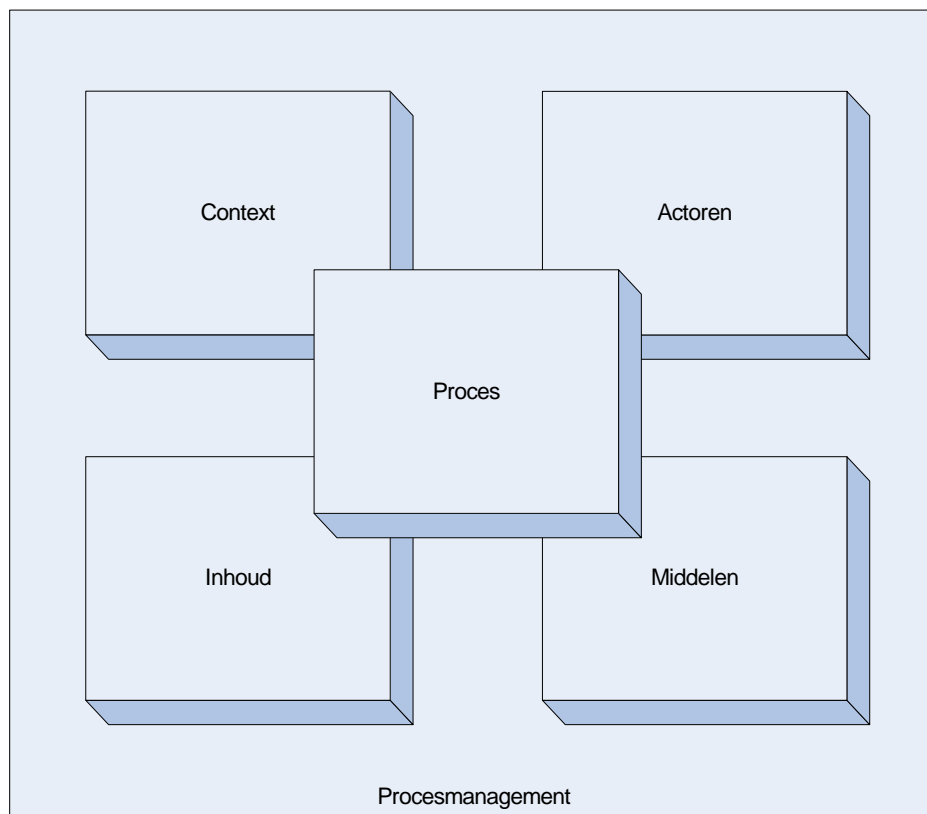 Context
Actoren
Proces
Inhoud
Middelen
Procesmanagement